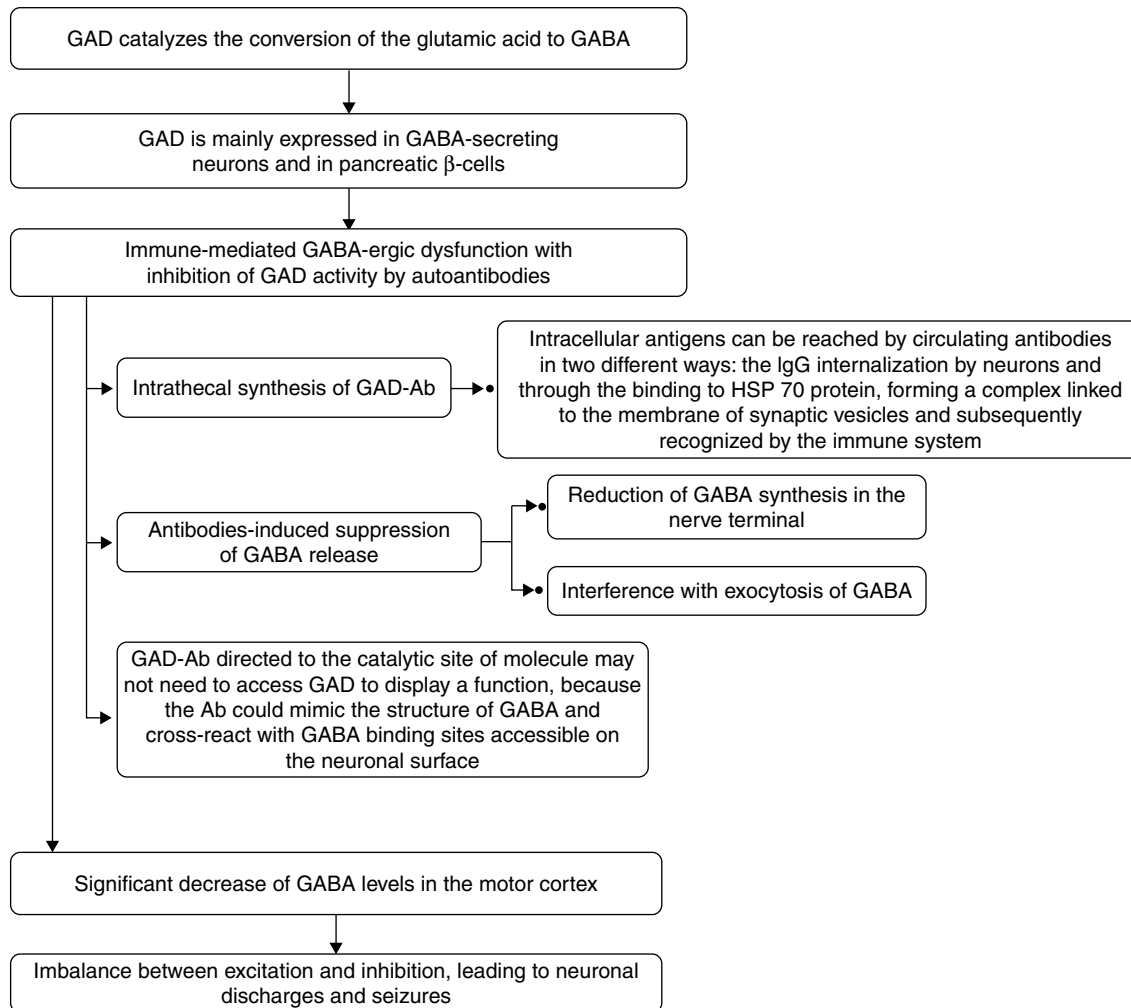 GAD catalyzes the conversion of the glutamic acid to GABA
GAD is mainly expressed in GABA-secreting
neurons and in pancreatic β-cells
Immune-mediated GABA-ergic dysfunction with
inhibition of GAD activity by autoantibodies
Intrathecal synthesis of GAD-Ab
Intracellular antigens can be reached by circulating antibodies
in two different ways: the IgG internalization by neurons and
through the binding to HSP 70 protein, forming a complex linked
to the membrane of synaptic vesicles and subsequently
recognized by the immune system
Antibodies-induced suppression
of GABA release
Reduction of GABA synthesis in the
nerve terminal
Interference with exocytosis of GABA
GAD-Ab directed to the catalytic site of molecule may
not need to access GAD to display a function, because
the Ab could mimic the structure of GABA and
cross-react with GABA binding sites accessible on
the neuronal surface
Significant decrease of GABA levels in the motor cortex
Imbalance between excitation and inhibition, leading to neuronal
discharges and seizures